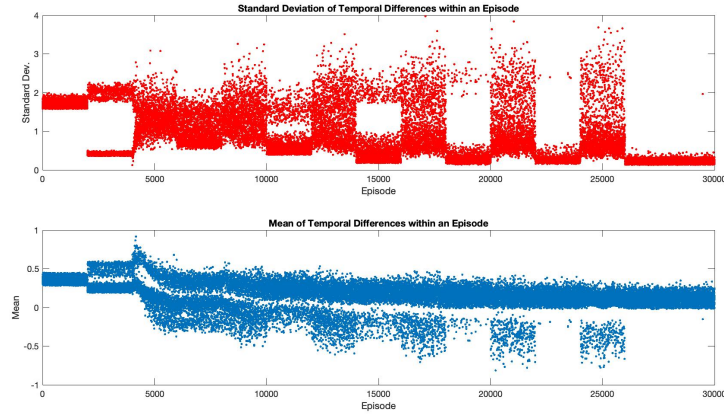 Standard Deviation of Temporal Differences within an Episode
4
3
2
1
0
Standard Dev.
0 5000 10000 15000 20000 25000 30000
Episode
Mean of Temporal Differences within an Episode
1
0.5
0
-0.5
-1
Mean
0 5000 10000 15000 20000 25000 30000
Episode